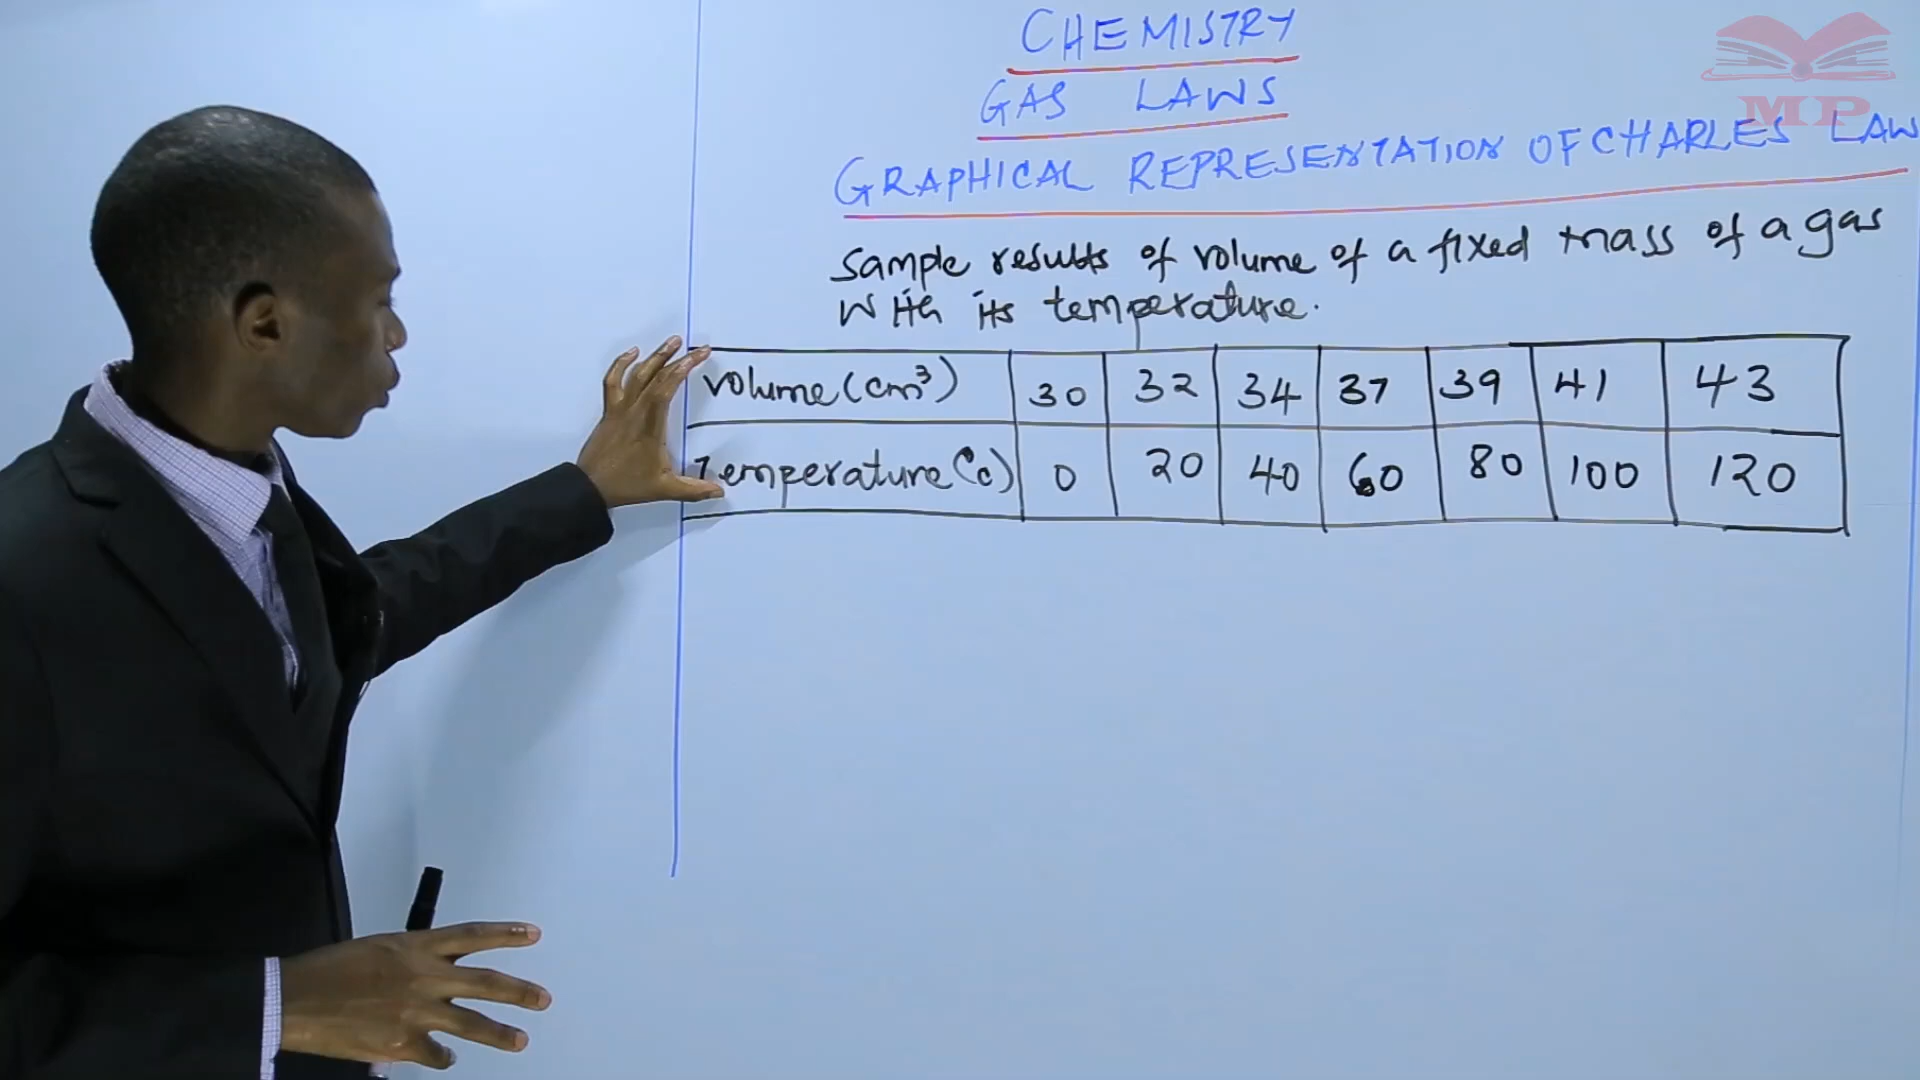 CHEMISTRY
GAS LAWS
GRAPHICAL REPRESENTATION OF CHARLES LAW
MP
Sample results of volume of a fixed mass of a gas
with its temperature.
Volume (cm³) 30 32 34 37 39 41 43
Temperature (°c) 0 20 40 60 80 100 120